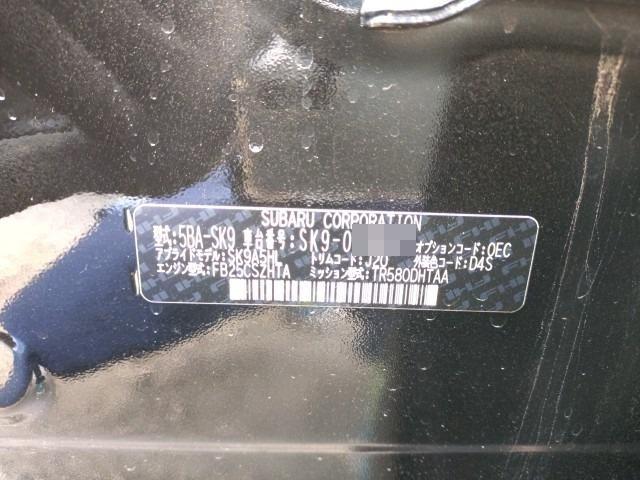 SUBARU CORPORATION
型式:5BA-SK9 車台番号:SK9-0
アプライドモデル:SK9A5HL トリムコード:J20 オプションコード:QEC
エンジン型式:FB25CSZHTA ミッション型式:TR580DHTAA 外装色コード:D4S